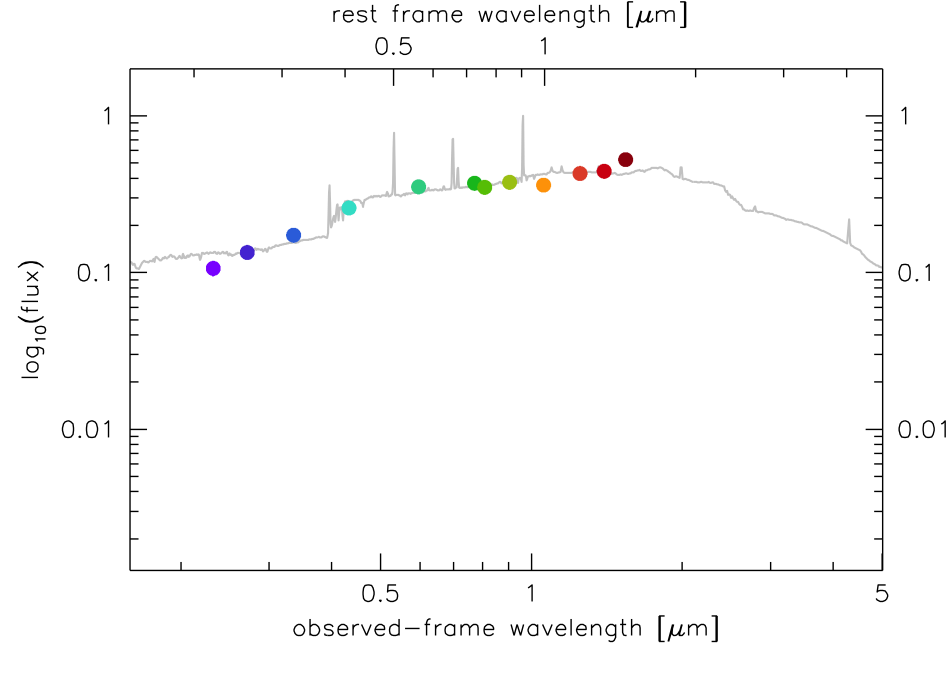 rest frame wavelength [μm]
0.5 1
1 1
0.1 0.1
log10(flux)
0.01 0.01
0.5 1 5
observed-frame wavelength [μm]